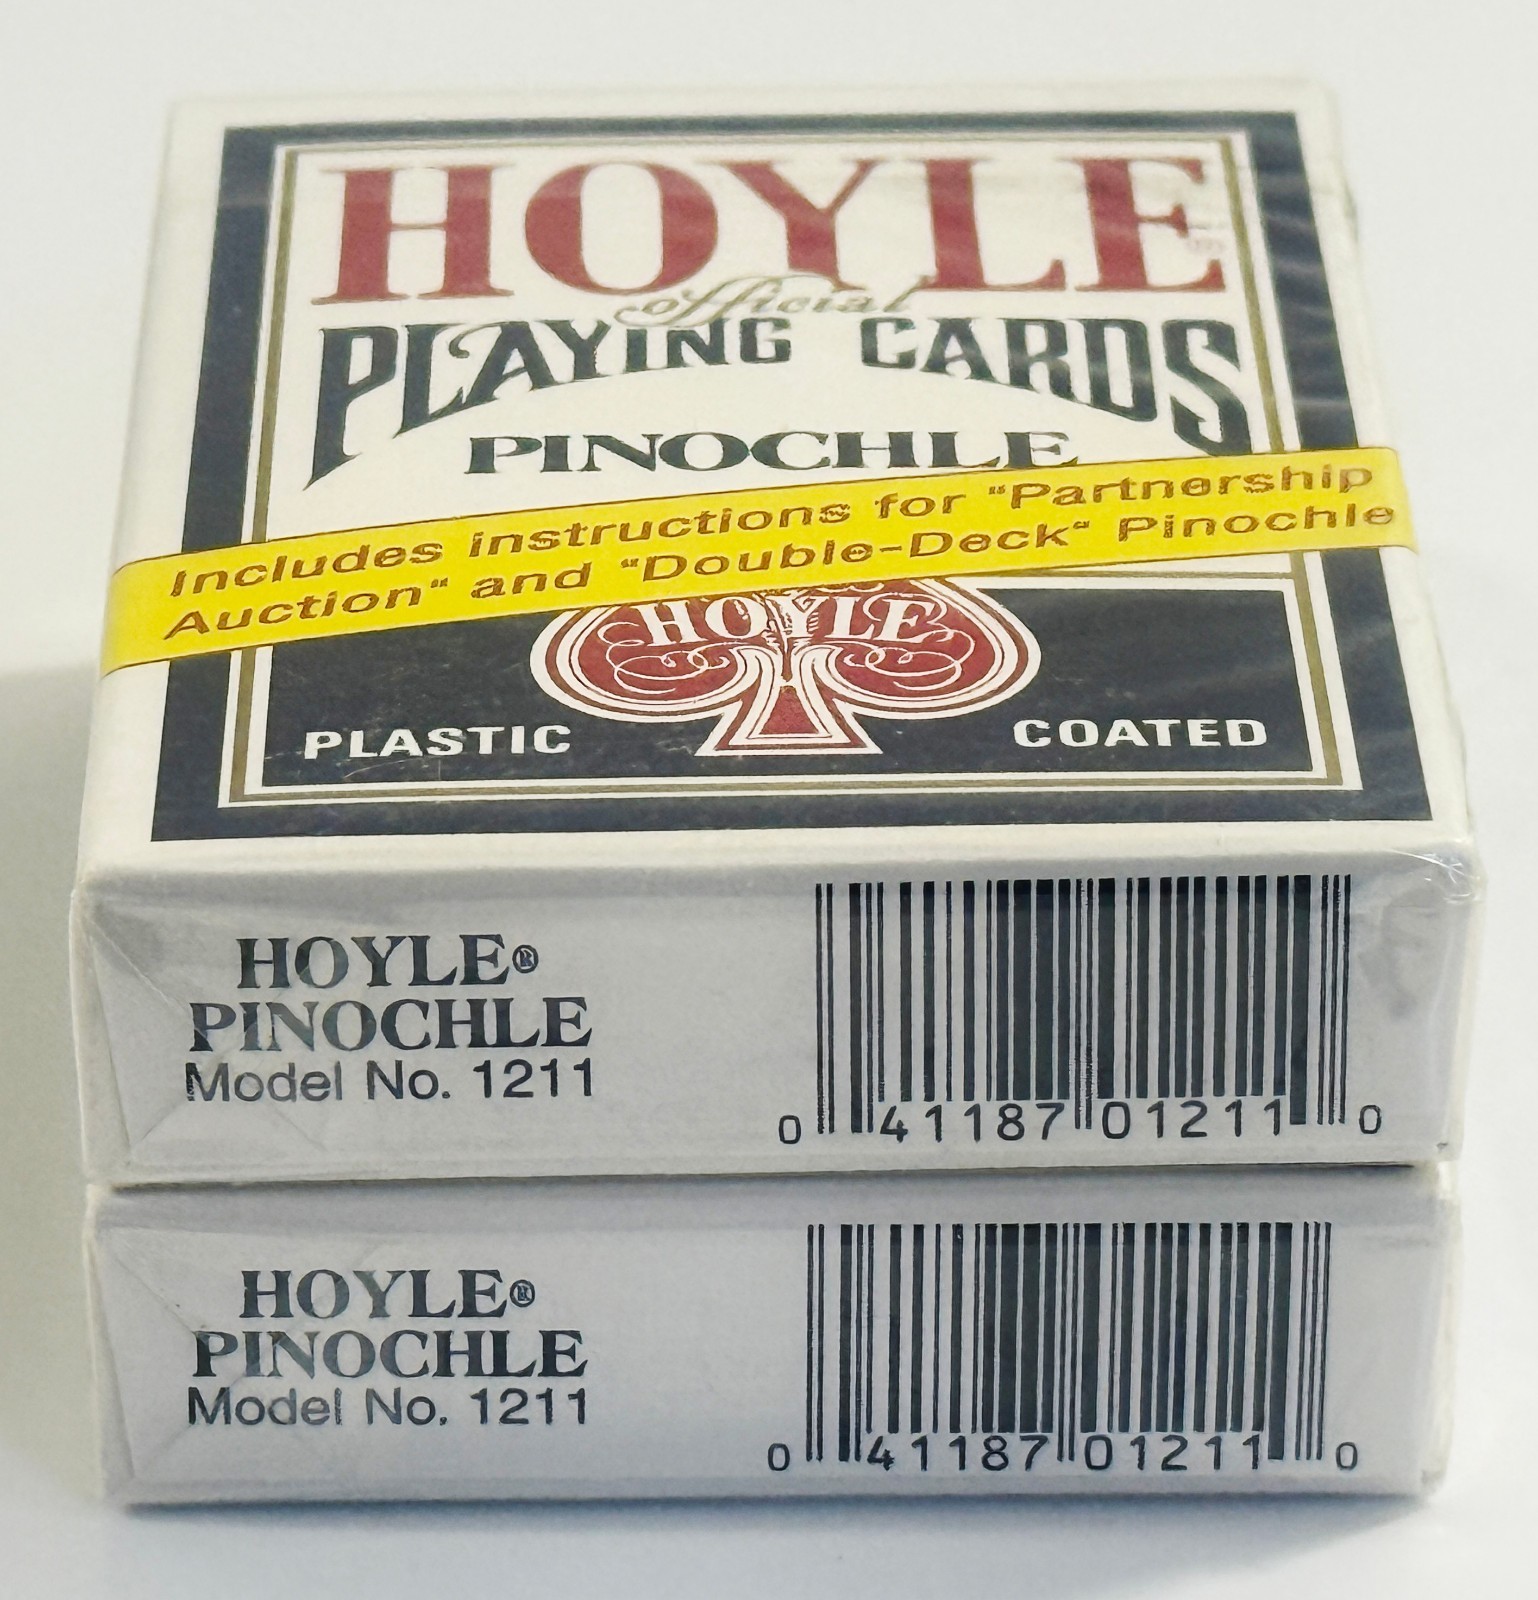 HOYLE
official
PLAYING CARDS
PINOCHLE
Includes instructions for "Partnership
Auction" and "Double-Deck" Pinochle
HOYLE
PLASTIC COATED
HOYLE®
PINOCHLE
Model No. 1211
0 41187 01211 0
HOYLE®
PINOCHLE
Model No. 1211
0 41187 01211 0